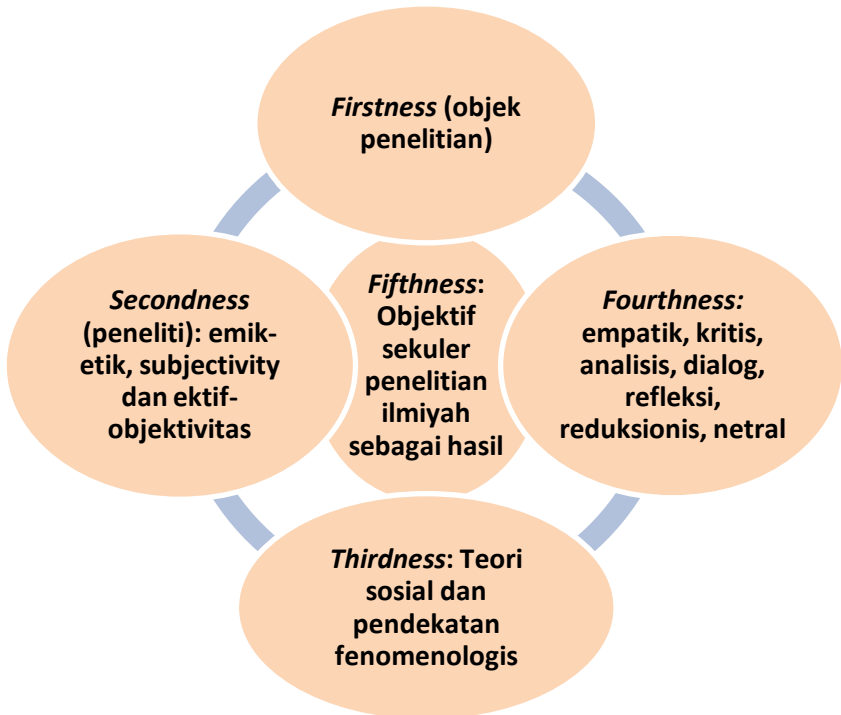 Firstness (objek
penelitian)
Secondness
(peneliti): emik-
etik, subjectivity
dan ektif-
objektivitas
Fifthness:
Objektif
sekuler
penelitian
ilmiyah
sebagai hasil
Fourthness:
empatik, kritis,
analisis, dialog,
refleksi,
reduksionis, netral
Thirdness: Teori
sosial dan
pendekatan
fenomenologis